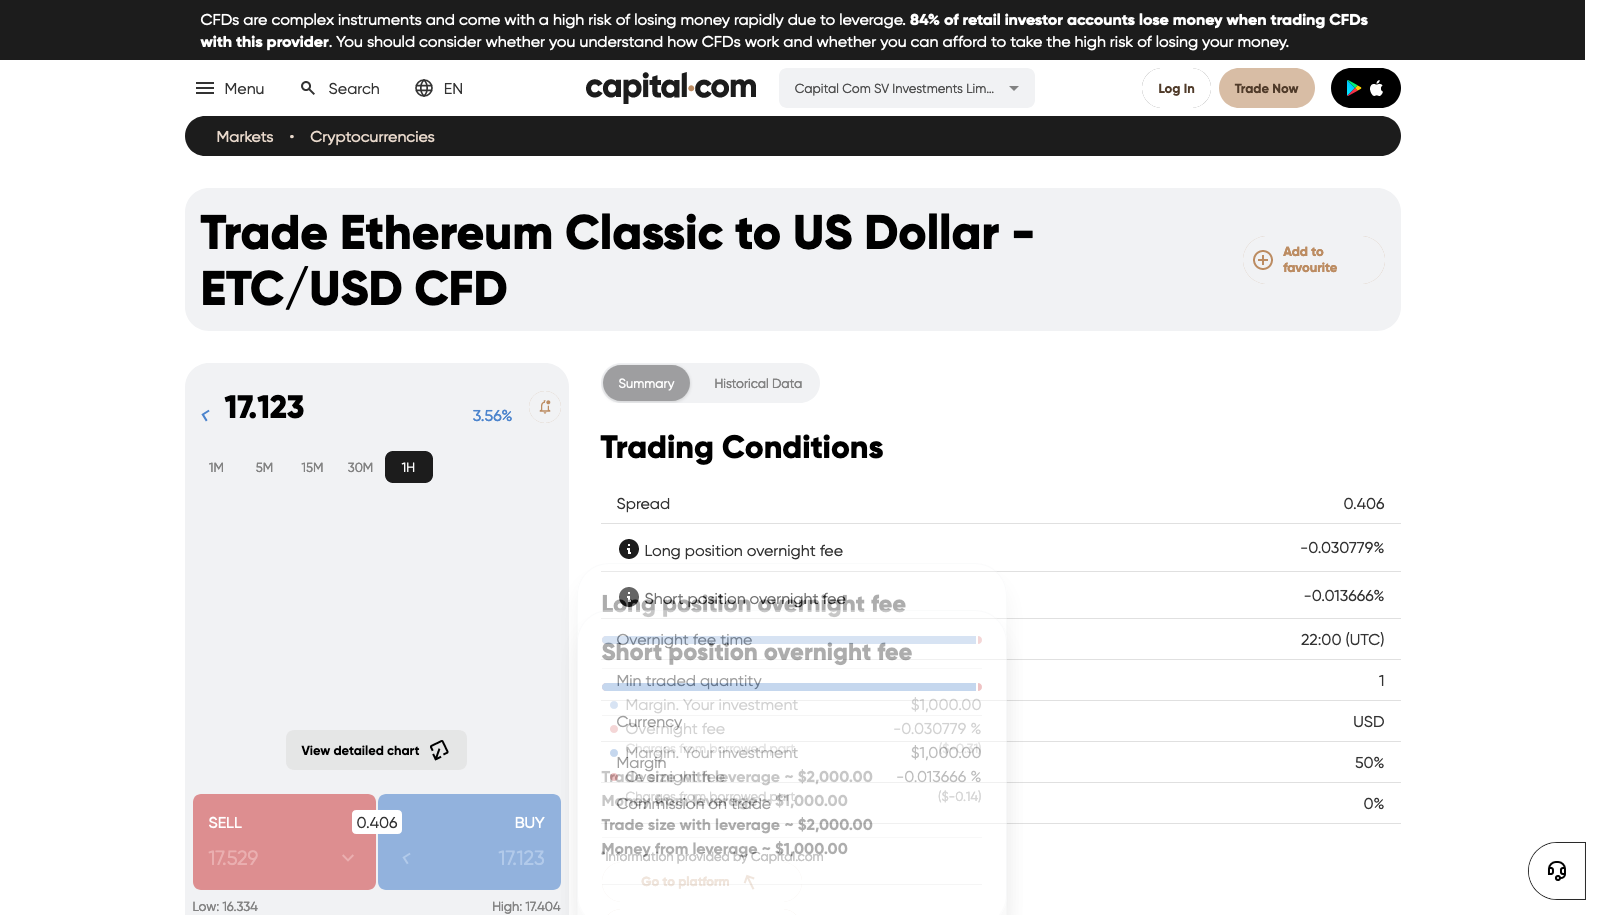 CFDs are complex instruments and come with a high risk of losing money rapidly due to leverage. 84% of retail investor accounts lose money when trading CFDs
with this provider. You should consider whether you understand how CFDs work and whether you can afford to take the high risk of losing your money.
Menu
Search
EN
capital.com
Capital Com SV Investments Lim...
Log In
Trade Now
Markets • Cryptocurrencies
Trade Ethereum Classic to US Dollar -
ETC/USD CFD
Add to
favourite
17.123
3.56%
1M 5M 15M 30M 1H
View detailed chart
SELL
0.406
BUY
17.529
17.123
Low: 16.334
High: 17.404
Summary
Historical Data
Trading Conditions
Spread 0.406
Long position overnight fee -0.030779%
Short position overnight fee -0.013666%
Overnight fee time 22:00 (UTC)
Min traded quantity 1
Currency USD
Margin 50%
Commission on trade 0%
*Information provided by Capital.com
Long position overnight fee
Margin. Your investment $1,000.00
Overnight fee -0.030779 %
Charges from borrowed part
Trade size with leverage ~ $2,000.00
Money from leverage ~ $1,000.00
Short position overnight fee
Margin. Your investment $1,000.00
Overnight fee -0.013666 %
Charges from borrowed part ($-0.14)
Trade size with leverage ~ $2,000.00
Money from leverage ~ $1,000.00
Go to platform